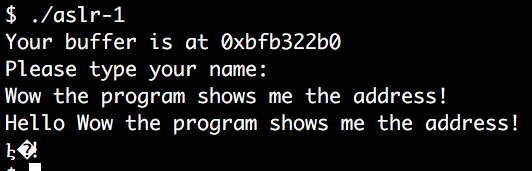 $ ./aslr-1
Your buffer is at 0xbfb322b0
Please type your name:
Wow the program shows me the address!
Hello Wow the program shows me the address!
!
$